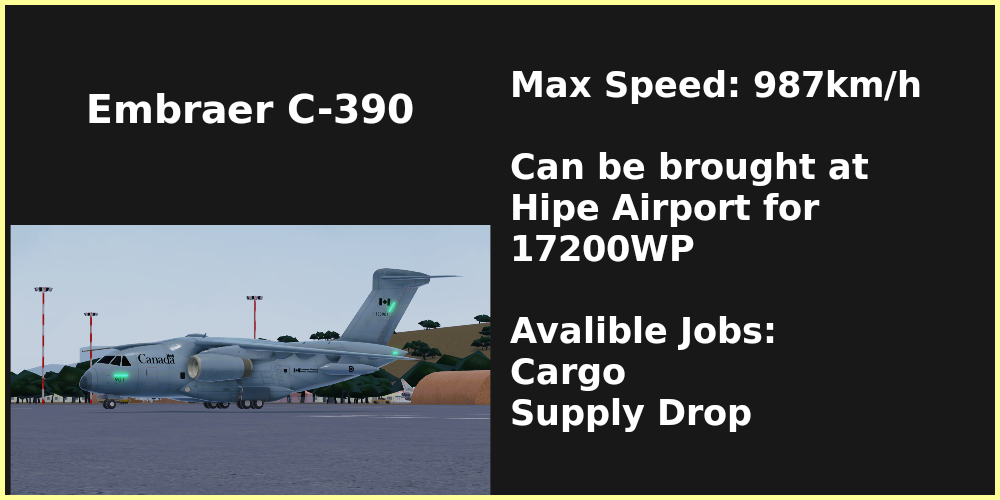 Embraer C-390
Max Speed: 987km/h
Can be brought at
Hipe Airport for
17200WP
Avalible Jobs:
Cargo
Supply Drop
Canada